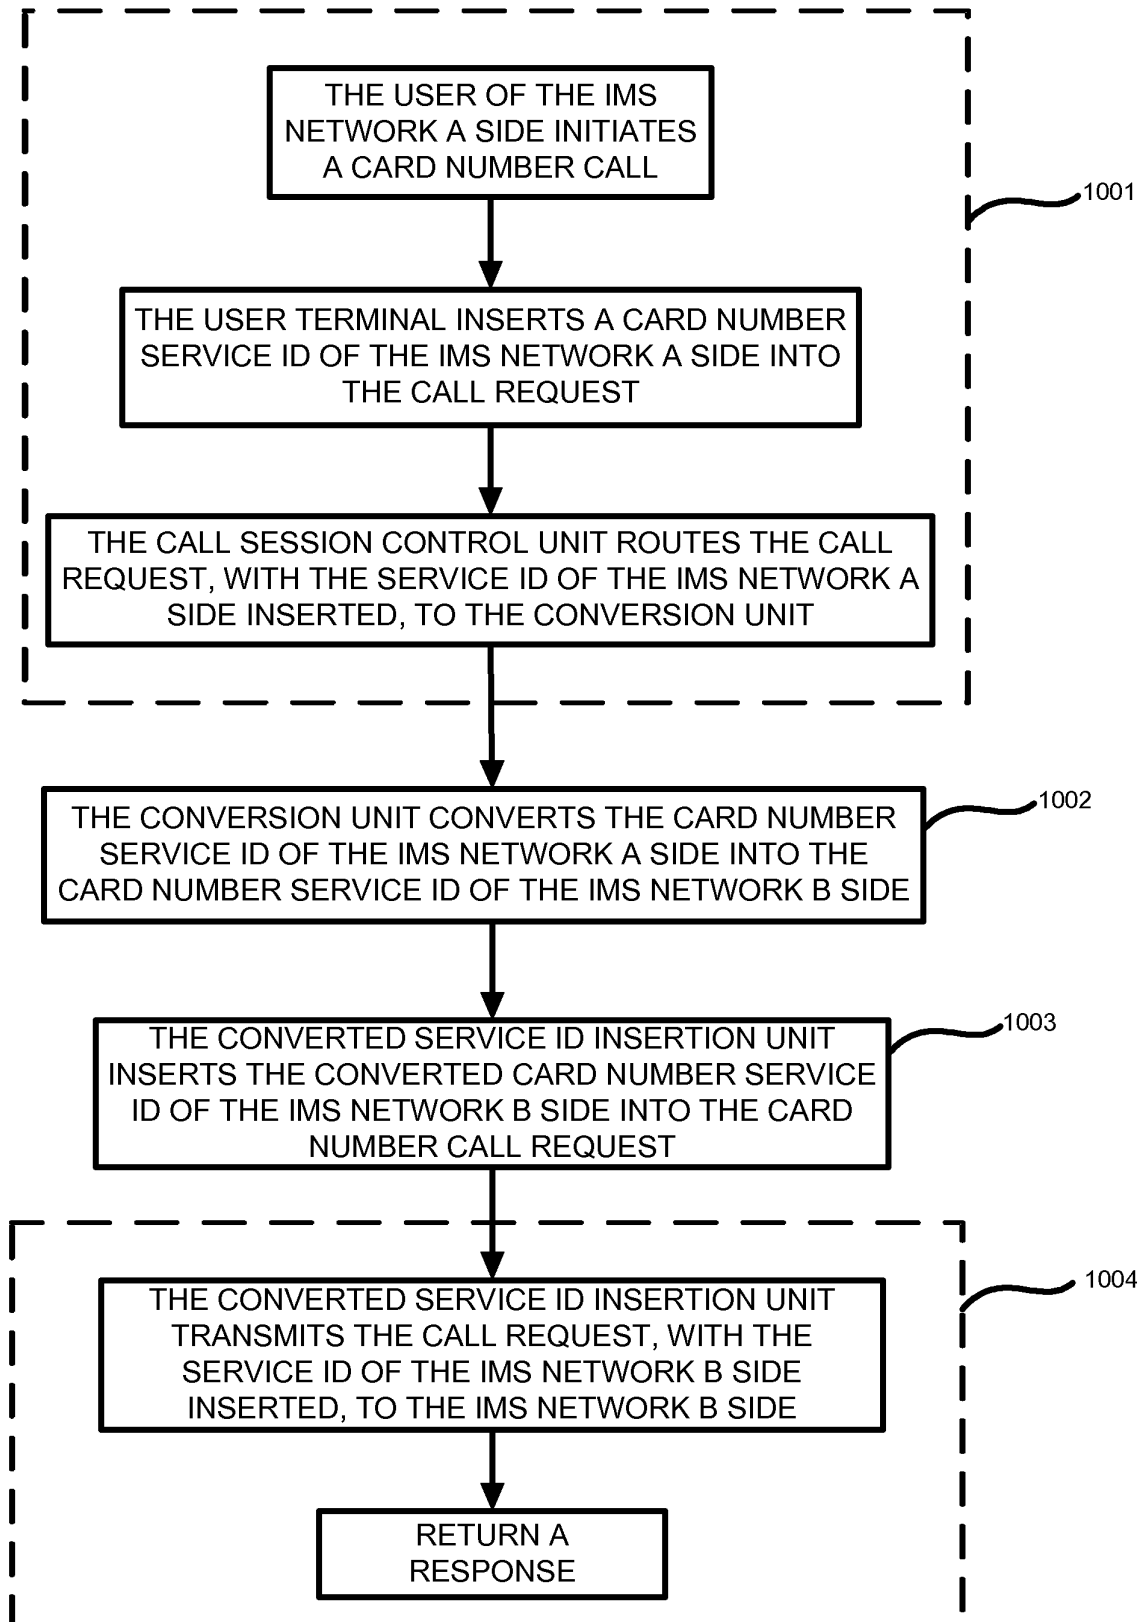 THE USER OF THE IMS
NETWORK A SIDE INITIATES
A CARD NUMBER CALL
1001
THE USER TERMINAL INSERTS A CARD NUMBER
SERVICE ID OF THE IMS NETWORK A SIDE INTO
THE CALL REQUEST
THE CALL SESSION CONTROL UNIT ROUTES THE CALL
REQUEST, WITH THE SERVICE ID OF THE IMS NETWORK A
SIDE INSERTED, TO THE CONVERSION UNIT
1002
THE CONVERSION UNIT CONVERTS THE CARD NUMBER
SERVICE ID OF THE IMS NETWORK A SIDE INTO THE
CARD NUMBER SERVICE ID OF THE IMS NETWORK B SIDE
1003
THE CONVERTED SERVICE ID INSERTION UNIT
INSERTS THE CONVERTED CARD NUMBER SERVICE
ID OF THE IMS NETWORK B SIDE INTO THE CARD
NUMBER CALL REQUEST
1004
THE CONVERTED SERVICE ID INSERTION UNIT
TRANSMITS THE CALL REQUEST, WITH THE
SERVICE ID OF THE IMS NETWORK B SIDE
INSERTED, TO THE IMS NETWORK B SIDE
RETURN A
RESPONSE